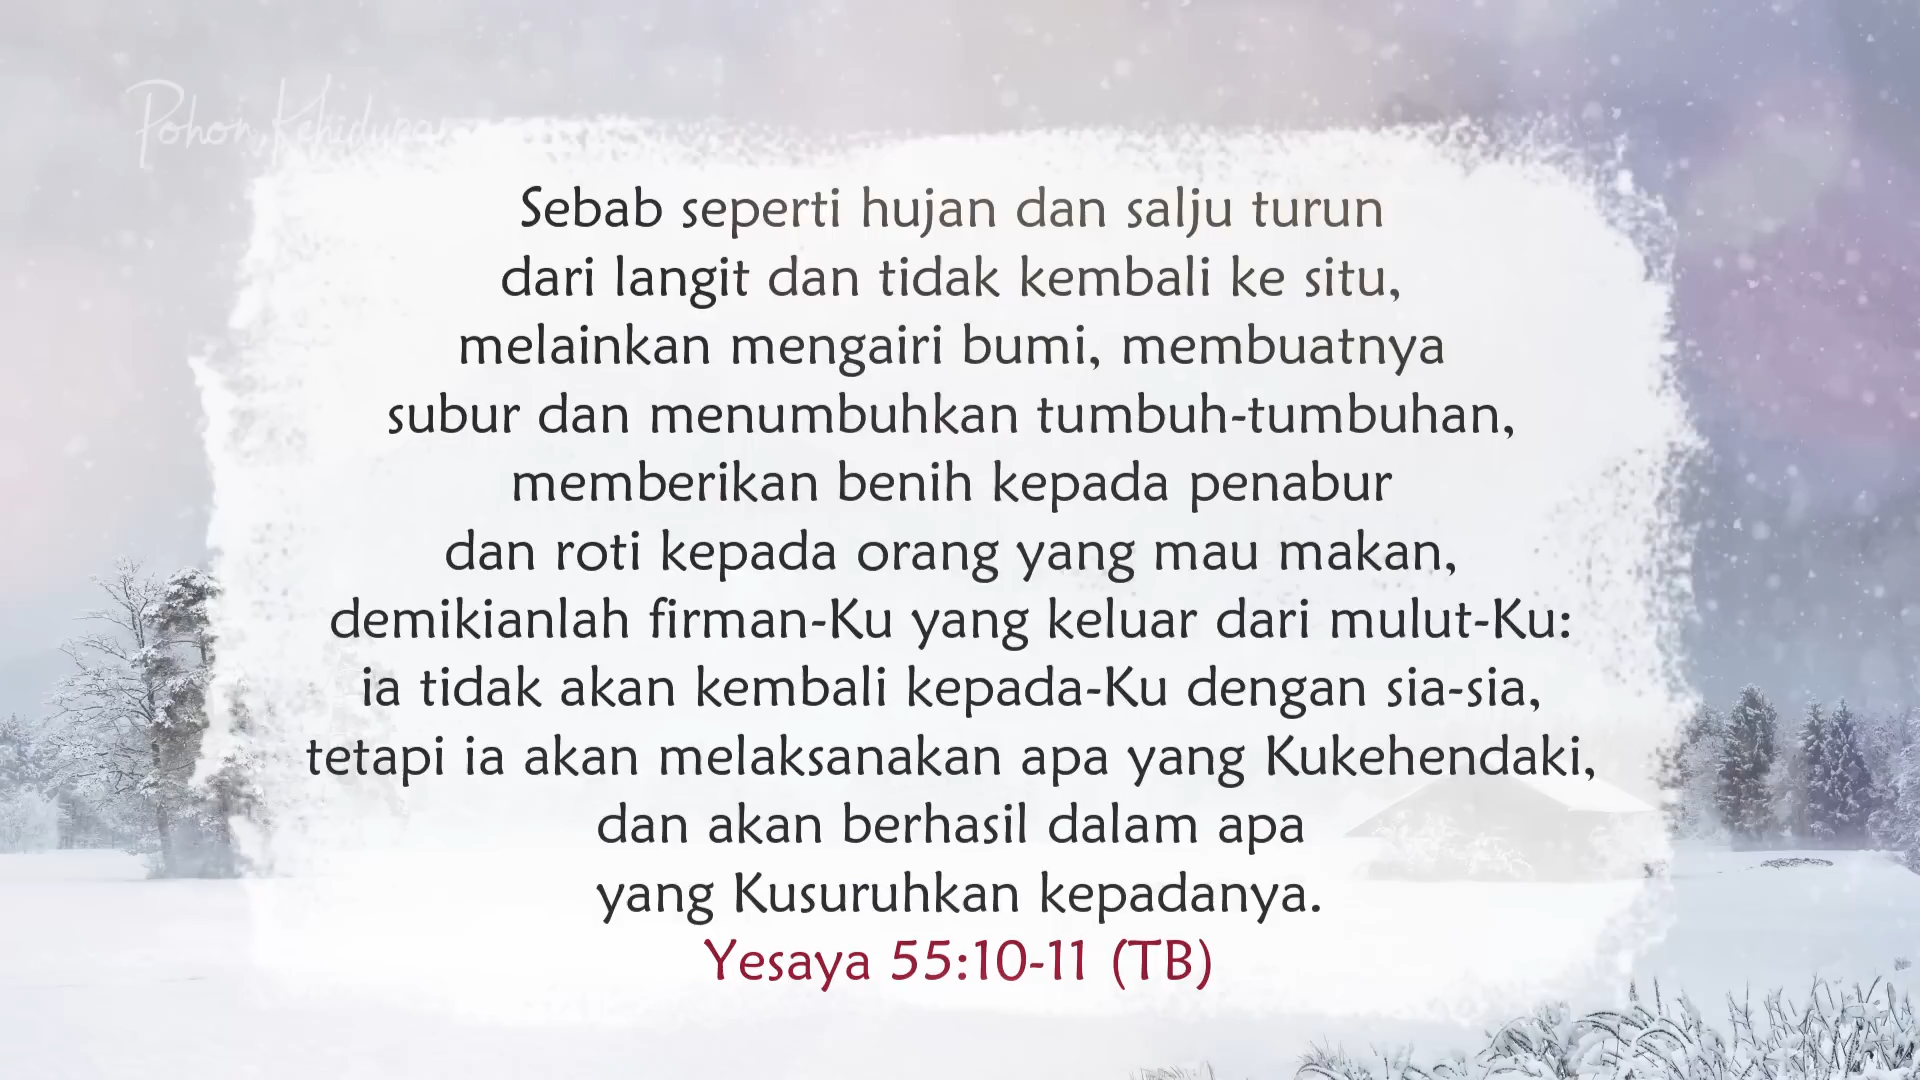 Pohon Kehidupan
Sebab seperti hujan dan salju turun
dari langit dan tidak kembali ke situ,
melainkan mengairi bumi, membuatnya
subur dan menumbuhkan tumbuh-tumbuhan,
memberikan benih kepada penabur
dan roti kepada orang yang mau makan,
demikianlah firman-Ku yang keluar dari mulut-Ku:
ia tidak akan kembali kepada-Ku dengan sia-sia,
tetapi ia akan melaksanakan apa yang Kukehendaki,
dan akan berhasil dalam apa
yang Kusuruhkan kepadanya.
Yesaya 55:10-11 (TB)